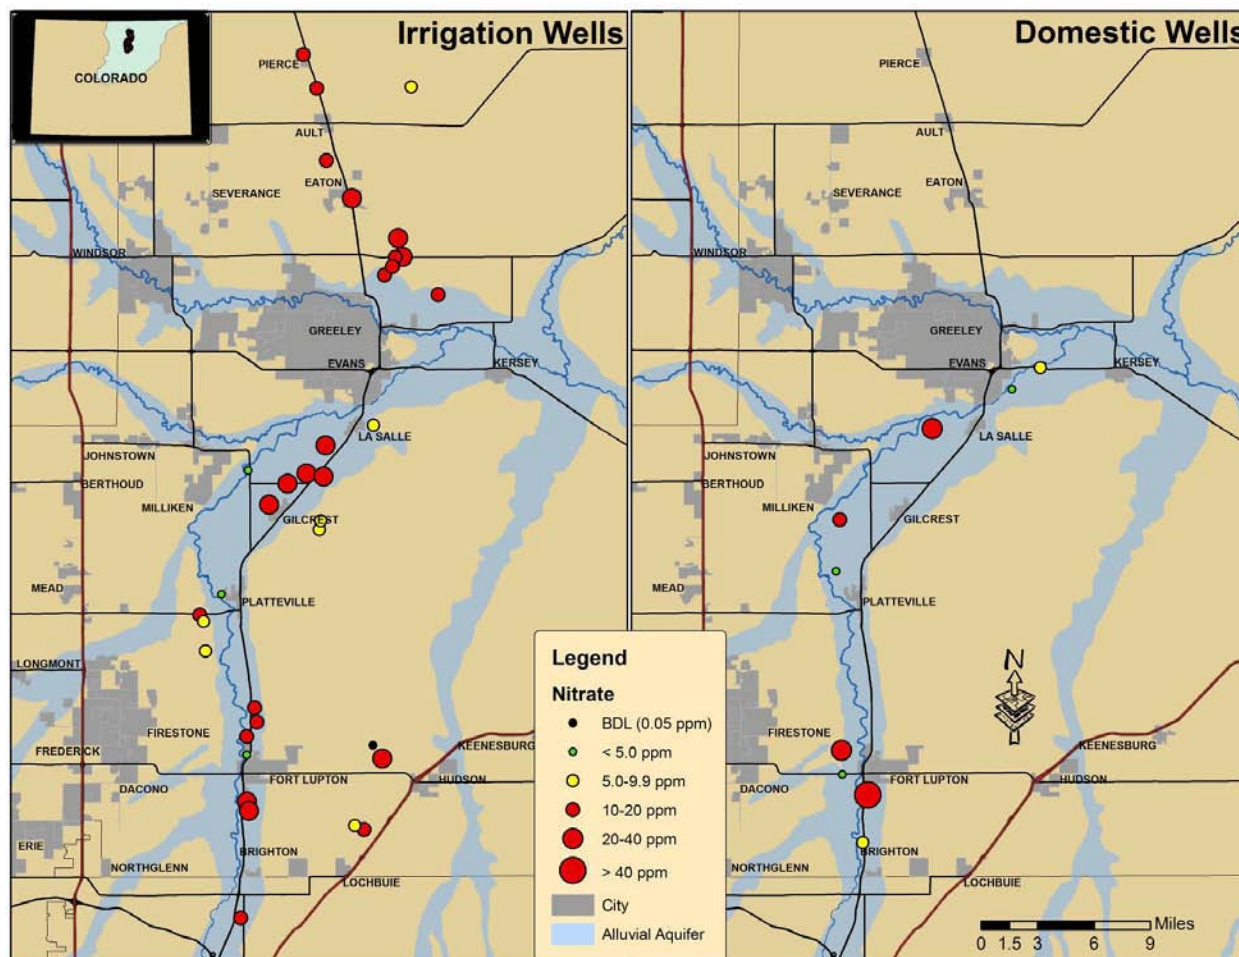 Irrigation Wells
COLORADO
PIERCE
AULT
SEVERANCE
EATON
WINDSOR
GREELEY
EVANS
KERSEY
LA SALLE
JOHNSTOWN
BERTHOUD
MILLIKEN
GILCREST
MEAD
PLATTEVILLE
LONGMONT
FIRESTONE
FREDERICK
KEENESBURG
FORT LUPTON
HUDSON
DACONO
ERIE
BRIGHTON
NORTHGLENN
LOCHBUIE
Domestic Wells
PIERCE
AULT
EATON
SEVERANCE
WINDSOR
GREELEY
EVANS
KERSEY
LA SALLE
JOHNSTOWN
BERTHOUD
MILLIKEN
GILCREST
MEAD
PLATTEVILLE
LONGMONT
N
FIRESTONE
FREDERICK
KEENESBURG
FORT LUPTON
HUDSON
DACONO
BRIGHTON
NORTHGLENN
LOCHBUIE
Legend
Nitrate
BDL (0.05 ppm)
< 5.0 ppm
5.0-9.9 ppm
10-20 ppm
20-40 ppm
> 40 ppm
City
Alluvial Aquifer
Miles
0 1.5 3 6 9